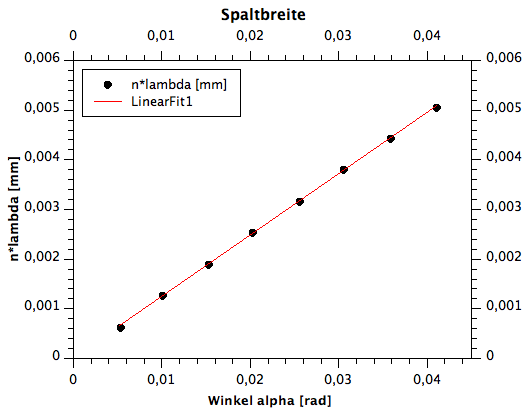 Spaltbreite
0 0,01 0,02 0,03 0,04
0,006 0,006
n*lambda [mm]
LinearFit1
0,005 0,005
0,004 0,004
0,003 0,003
n*lambda [mm]
0,002 0,002
0,001 0,001
0 0
0 0,01 0,02 0,03 0,04
Winkel alpha [rad]